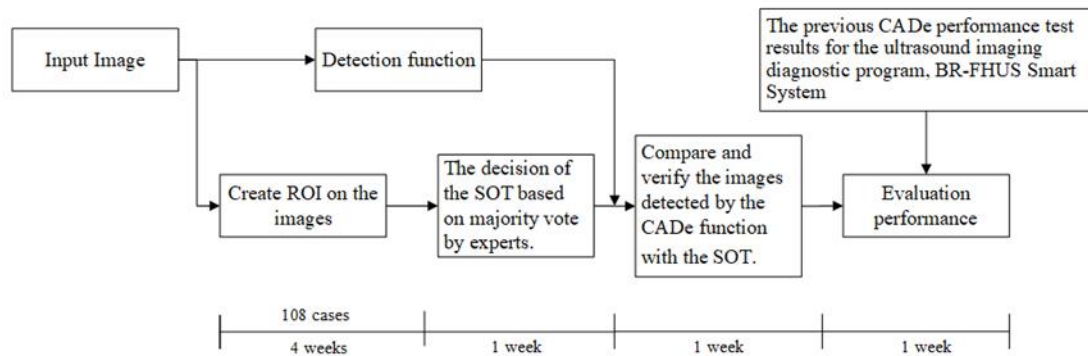 Input Image
Detection function
The previous CADe performance test
results for the ultrasound imaging
diagnostic program, BR-FHUS Smart
System
Create ROI on the
images
The decision of
the SOT based
on majority vote
by experts.
Compare and
verify the images
detected by the
CADe function
with the SOT.
Evaluation
performance
108 cases
4 weeks
1 week
1 week
1 week